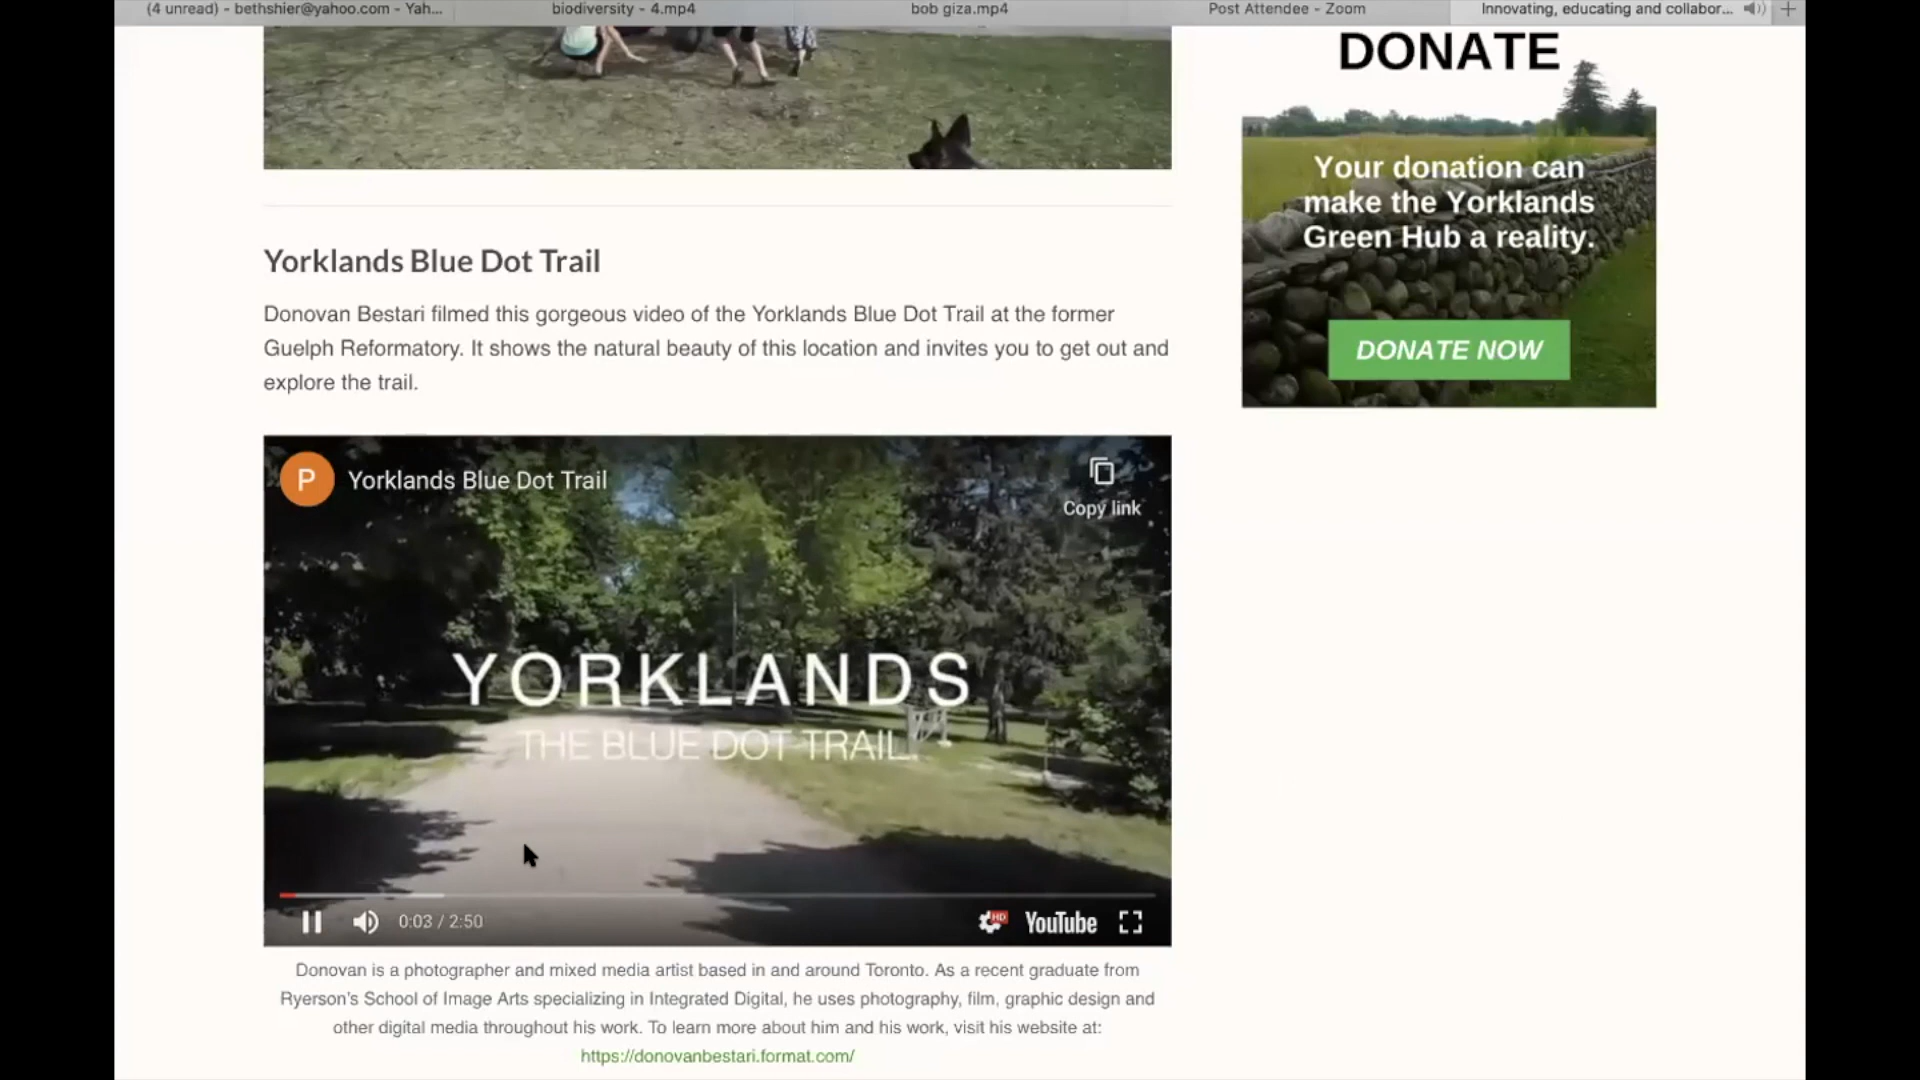 (4 unread) - bethshier@yahoo.com - Yah...
biodiversity - 4.mp4
bob giza.mp4
Post Attendee - Zoom
Innovating, educating and collabor...
DONATE
Your donation can
make the Yorklands
Green Hub a reality.
DONATE NOW
Yorklands Blue Dot Trail
Donovan Bestari filmed this gorgeous video of the Yorklands Blue Dot Trail at the former
Guelph Reformatory. It shows the natural beauty of this location and invites you to get out and
explore the trail.
P
Yorklands Blue Dot Trail
Copy link
YORKLANDS
THE BLUE DOT TRAIL.
0:03 / 2:50
HD
YouTube
Donovan is a photographer and mixed media artist based in and around Toronto. As a recent graduate from
Ryerson's School of Image Arts specializing in Integrated Digital, he uses photography, film, graphic design and
other digital media throughout his work. To learn more about him and his work, visit his website at:
https://donovanbestari.format.com/